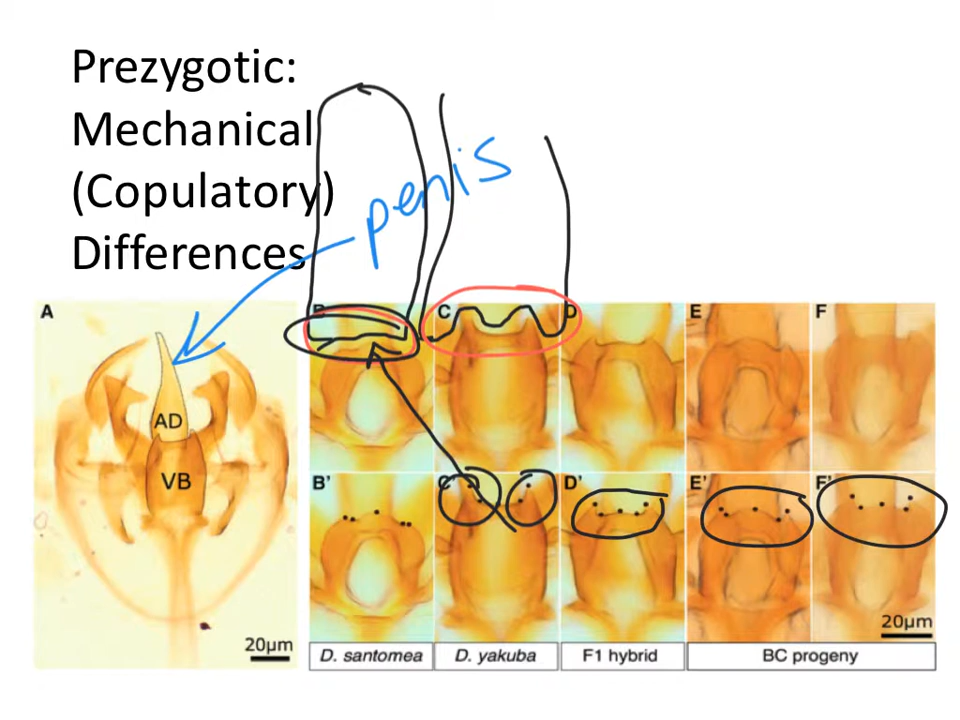 Prezygotic:
Mechanical
(Copulatory)
Differences
penis
A
B
C
D
E
F
AD
VB
B'
C'
D'
E'
F'
20µm
20µm
D. santomea
D. yakuba
F1 hybrid
BC progeny